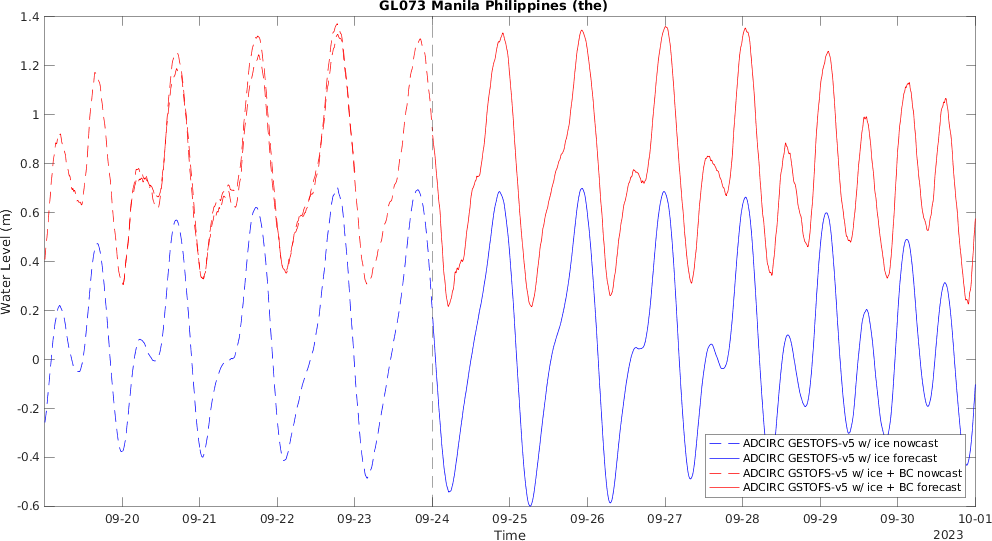 GL073 Manila Philippines (the)
1.4
1.2
1
0.8
0.6
0.4
0.2
0
-0.2
-0.4
-0.6
Water Level (m)
ADCIRC GESTOFS-v5 w/ ice nowcast
ADCIRC GESTOFS-v5 w/ ice forecast
ADCIRC GSTOFS-v5 w/ ice + BC nowcast
ADCIRC GSTOFS-v5 w/ ice + BC forecast
09-20 09-21 09-22 09-23 09-24 09-25 09-26 09-27 09-28 09-29 09-30 10-01
Time
2023